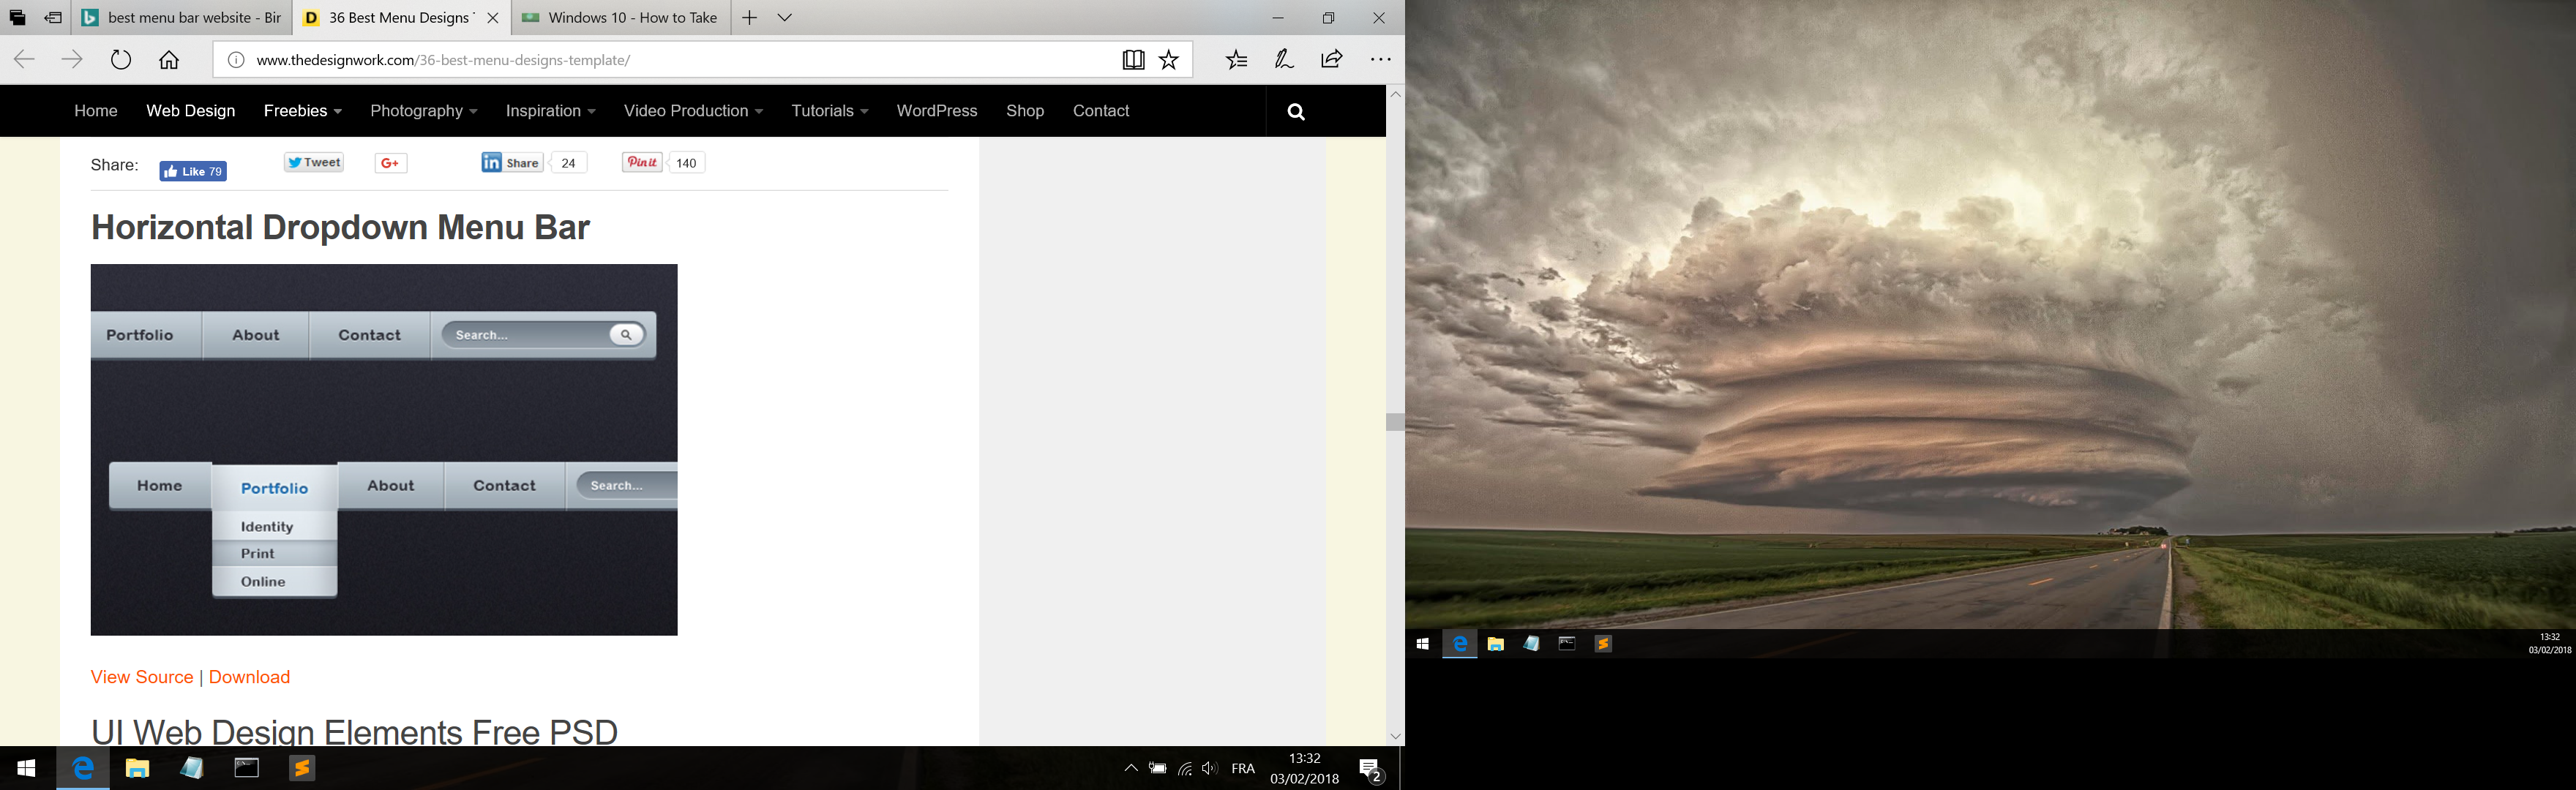 best menu bar website - Bir
36 Best Menu Designs
Windows 10 - How to Take
www.thedesignwork.com/36-best-menu-designs-template/
Home Web Design Freebies Photography Inspiration Video Production Tutorials WordPress Shop Contact
Share: Like 79 Tweet G+ in Share 24 Pin it 140
Horizontal Dropdown Menu Bar
Portfolio About Contact Search...
Home Portfolio About Contact Search...
Identity
Print
Online
View Source | Download
UI Web Design Elements Free PSD
FRA
13:32
03/02/2018
2
13:32
03/02/2018